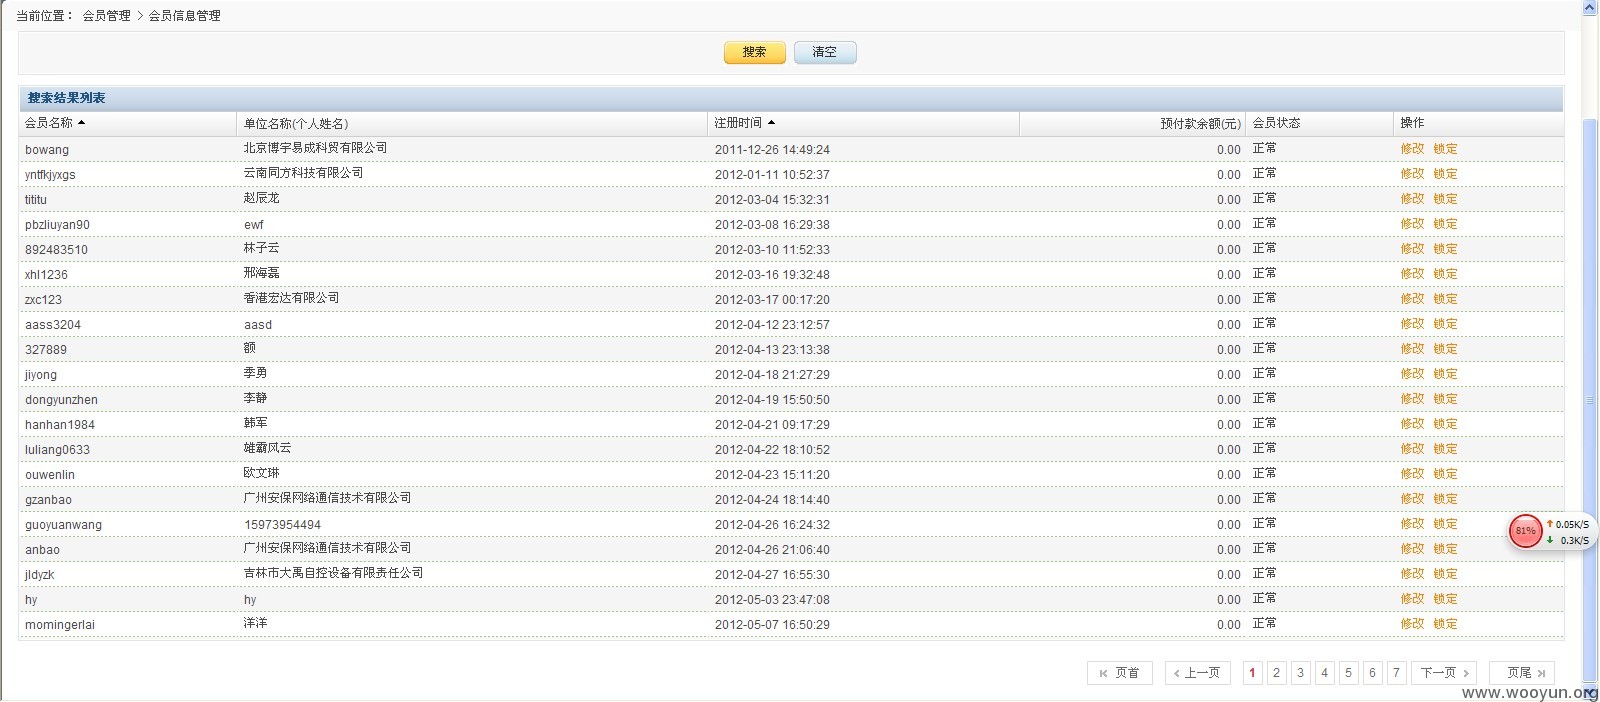 当前位置： 会员管理 > 会员信息管理
搜索 清空
搜索结果列表
会员名称 单位名称(个人姓名) 注册时间 预付款余额(元) 会员状态 操作
bowang 北京博宇易成科贸有限公司 2011-12-26 14:49:24 0.00 正常 修改 锁定
yntfkjyxgs 云南同方科技有限公司 2012-01-11 10:52:37 0.00 正常 修改 锁定
tititu 赵辰龙 2012-03-04 15:32:31 0.00 正常 修改 锁定
pbzliuyan90 ewf 2012-03-08 16:29:38 0.00 正常 修改 锁定
892483510 林子云 2012-03-10 11:52:33 0.00 正常 修改 锁定
xhl1236 邢海磊 2012-03-16 19:32:48 0.00 正常 修改 锁定
zxc123 香港宏达有限公司 2012-03-17 00:17:20 0.00 正常 修改 锁定
aass3204 aasd 2012-04-12 23:12:57 0.00 正常 修改 锁定
327889 额 2012-04-13 23:13:38 0.00 正常 修改 锁定
jiyong 季勇 2012-04-18 21:27:29 0.00 正常 修改 锁定
dongyunzhen 李静 2012-04-19 15:50:50 0.00 正常 修改 锁定
hanhan1984 韩军 2012-04-21 09:17:29 0.00 正常 修改 锁定
luliang0633 雄霸风云 2012-04-22 18:10:52 0.00 正常 修改 锁定
ouwenlin 欧文琳 2012-04-23 15:11:20 0.00 正常 修改 锁定
gzanbao 广州安保网络通信技术有限公司 2012-04-24 18:14:40 0.00 正常 修改 锁定
guoyuanwang 15973954494 2012-04-26 16:24:32 0.00 正常 修改 锁定
anbao 广州安保网络通信技术有限公司 2012-04-26 21:06:40 0.00 正常 修改 锁定
jldyzk 吉林市大禹自控设备有限责任公司 2012-04-27 16:55:30 0.00 正常 修改 锁定
hy hy 2012-05-03 23:47:08 0.00 正常 修改 锁定
momingerlai 洋洋 2012-05-07 16:50:29 0.00 正常 修改 锁定
81% 0.05K/S
0.3K/S
页首 上一页 1 2 3 4 5 6 7 下一页 页尾
www.wooyun.org